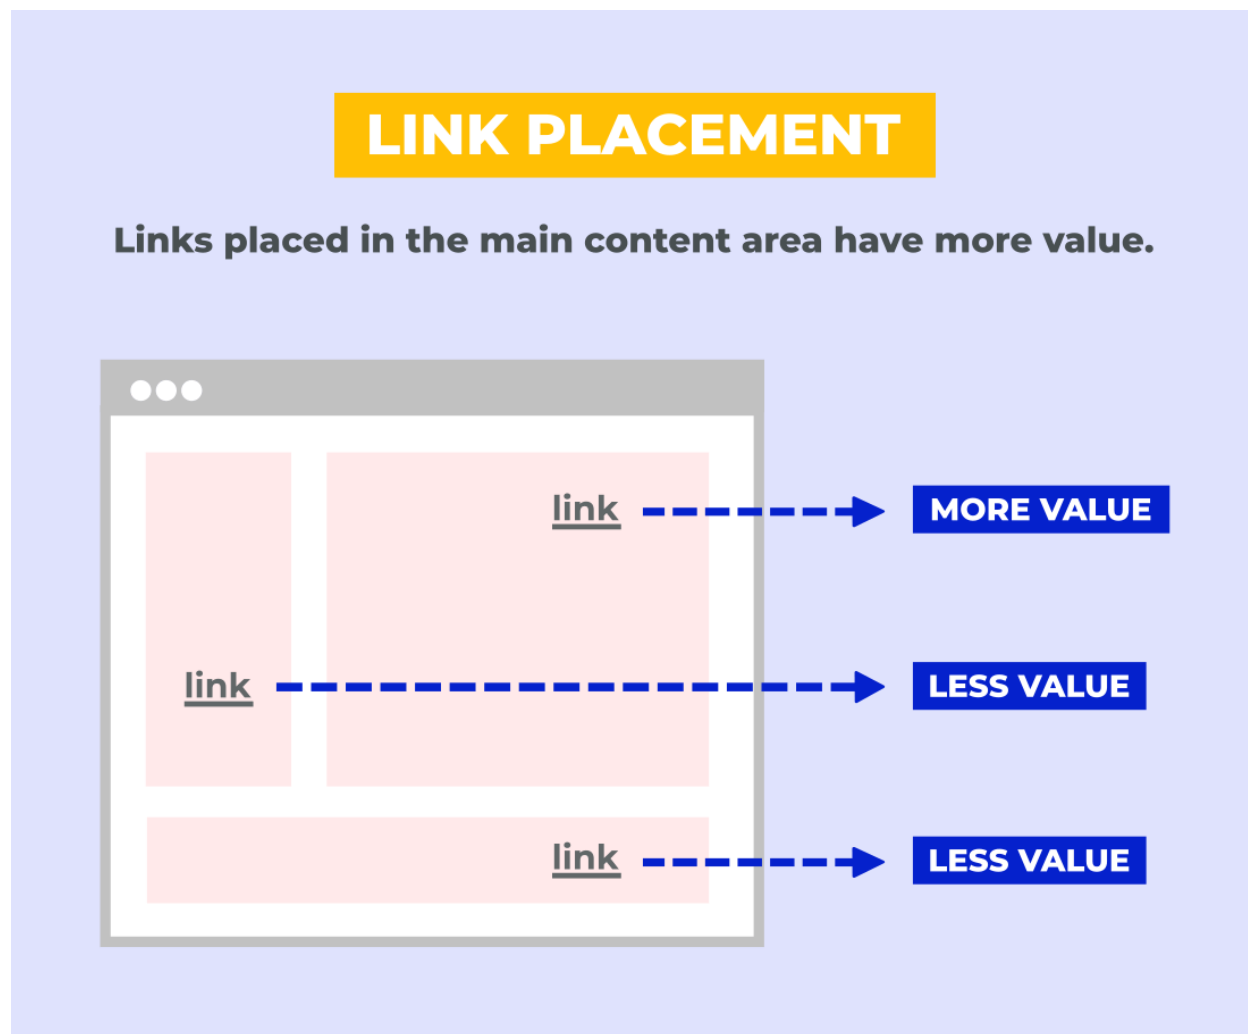 LINK PLACEMENT
Links placed in the main content area have more value.
link
MORE VALUE
link
LESS VALUE
link
LESS VALUE